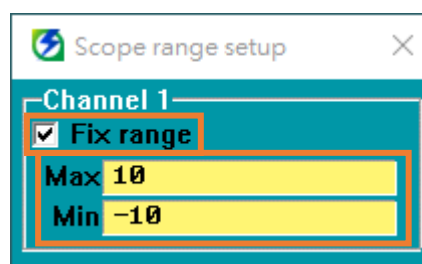 Scope range setup
Channel 1
Fix range
Max 10
Min -10